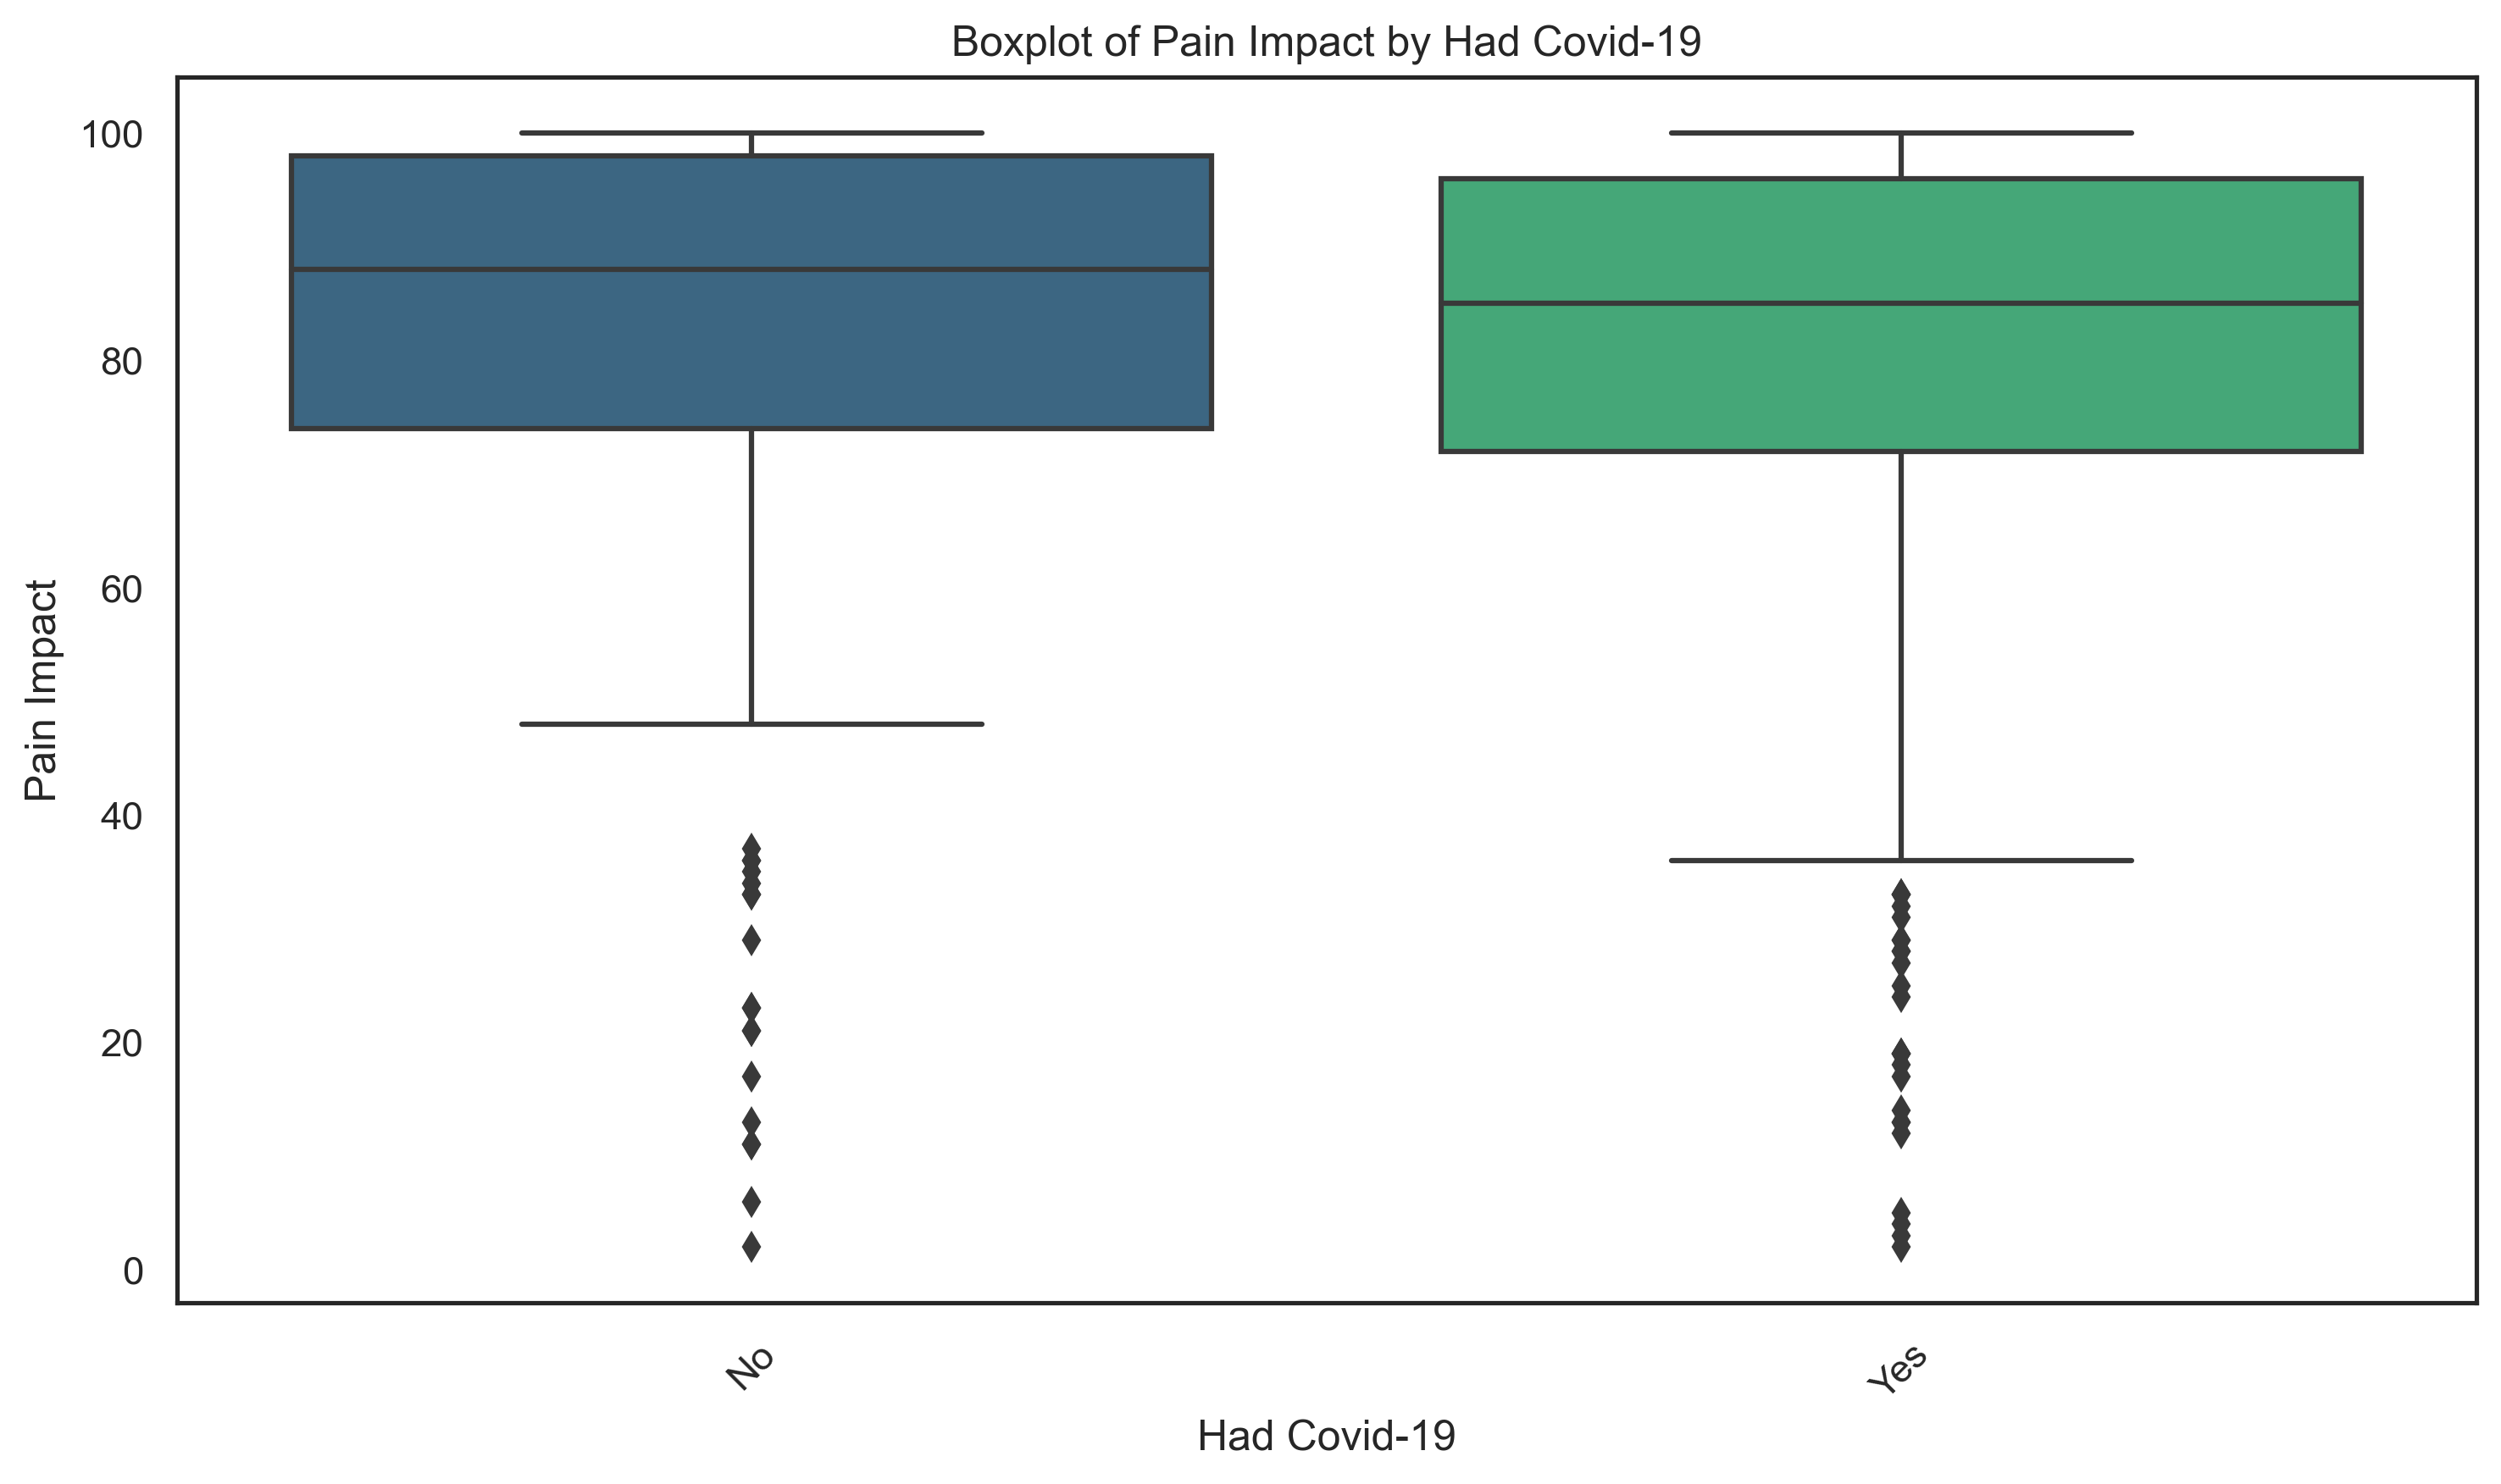 Boxplot of Pain Impact by Had Covid-19
100
80
60
40
20
0
Pain Impact
No
Yes
Had Covid-19